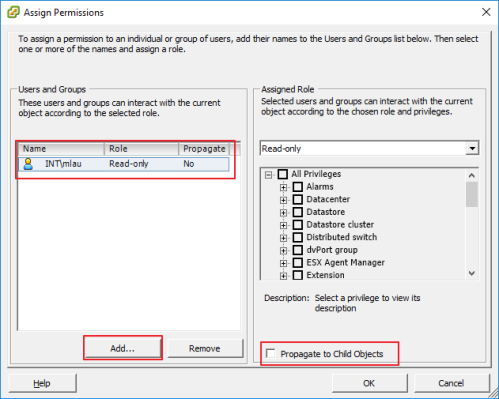 Assign Permissions
To assign a permission to an individual or group of users, add their names to the Users and Groups list below. Then select
one or more of the names and assign a role.
Users and Groups
These users and groups can interact with the current
object according to the selected role.
Name Role Propagate
INT\mlau Read-only No
Add... Remove
Assigned Role
Selected users and groups can interact with the current
object according to the chosen role and privileges.
Read-only
All Privileges
Alarms
Datacenter
Datastore
Datastore cluster
Distributed switch
dvPort group
ESX Agent Manager
Extension
Description: Select a privilege to view its
description
Propagate to Child Objects
Help OK Cancel